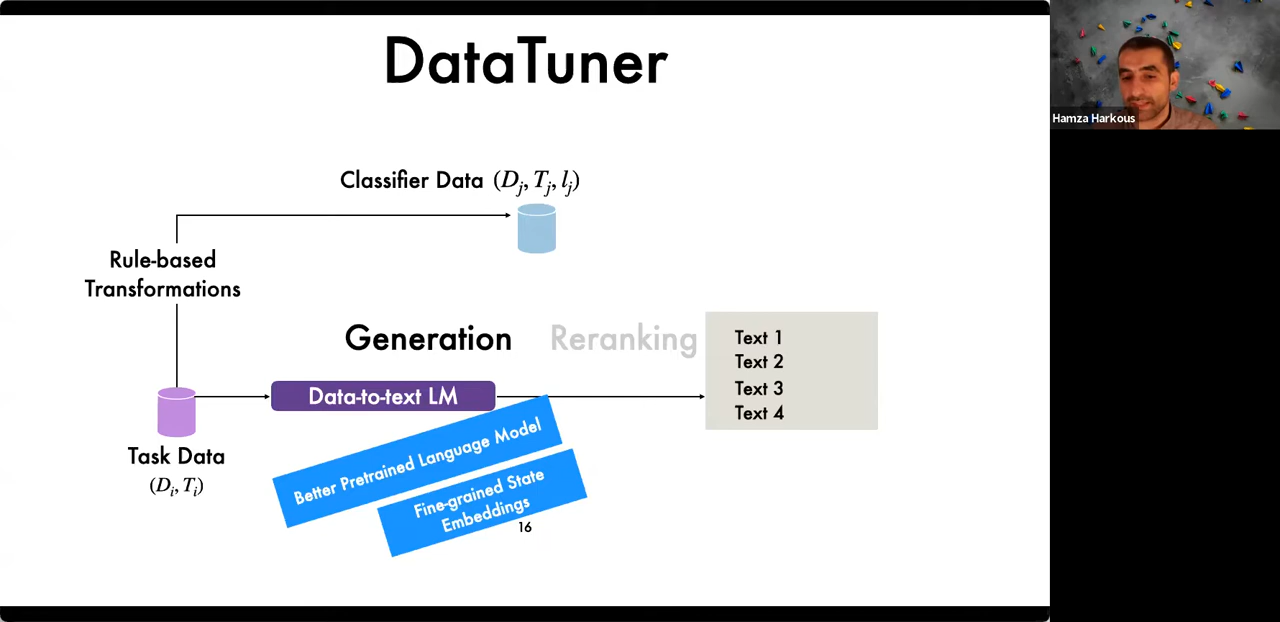 DataTuner
Hamza Harkous
Classifier Data (Dj, Tj, lj)
Rule-based
Transformations
Generation Reranking
Text 1
Text 2
Text 3
Text 4
Data-to-text LM
Better Pretrained Language Model
Task Data
(Di, Ti)
Fine-grained State
Embeddings
16